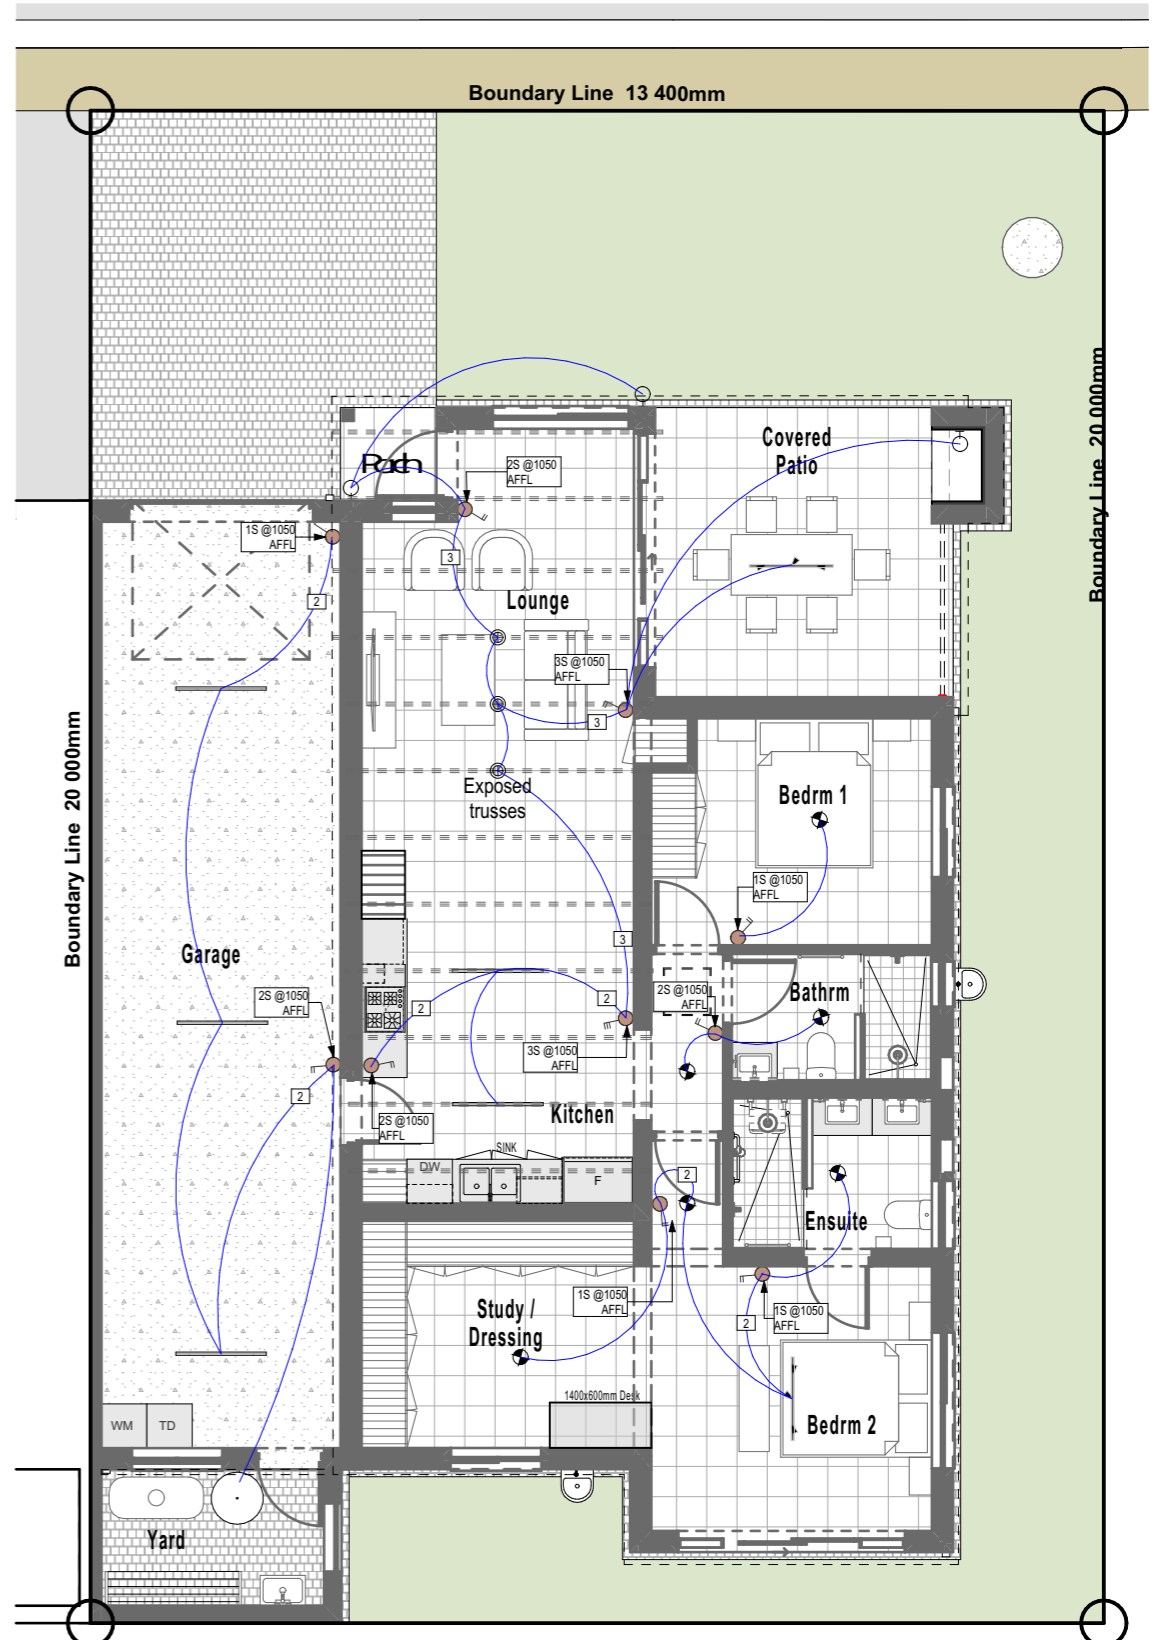 Boundary Line 13 400mm
Boundary Line 20 000mm
Boundary Line 20 000mm
Covered
Patio
2S @1050
AFFL
1S @1050
AFFL
3
2
Lounge
3S @1050
AFFL
3
Exposed
trusses
Bedrm 1
1S @1050
AFFL
Garage
3
2S @1050
AFFL
2
2
2S @1050
AFFL
Bathrm
3S @1050
AFFL
2
2S @1050
AFFL
Kitchen
SINK
DW
F
2
Ensuite
1S @1050
AFFL
Study /
Dressing
2
1S @1050
AFFL
1400x600mm Desk
Bedrm 2
WM
TD
Yard